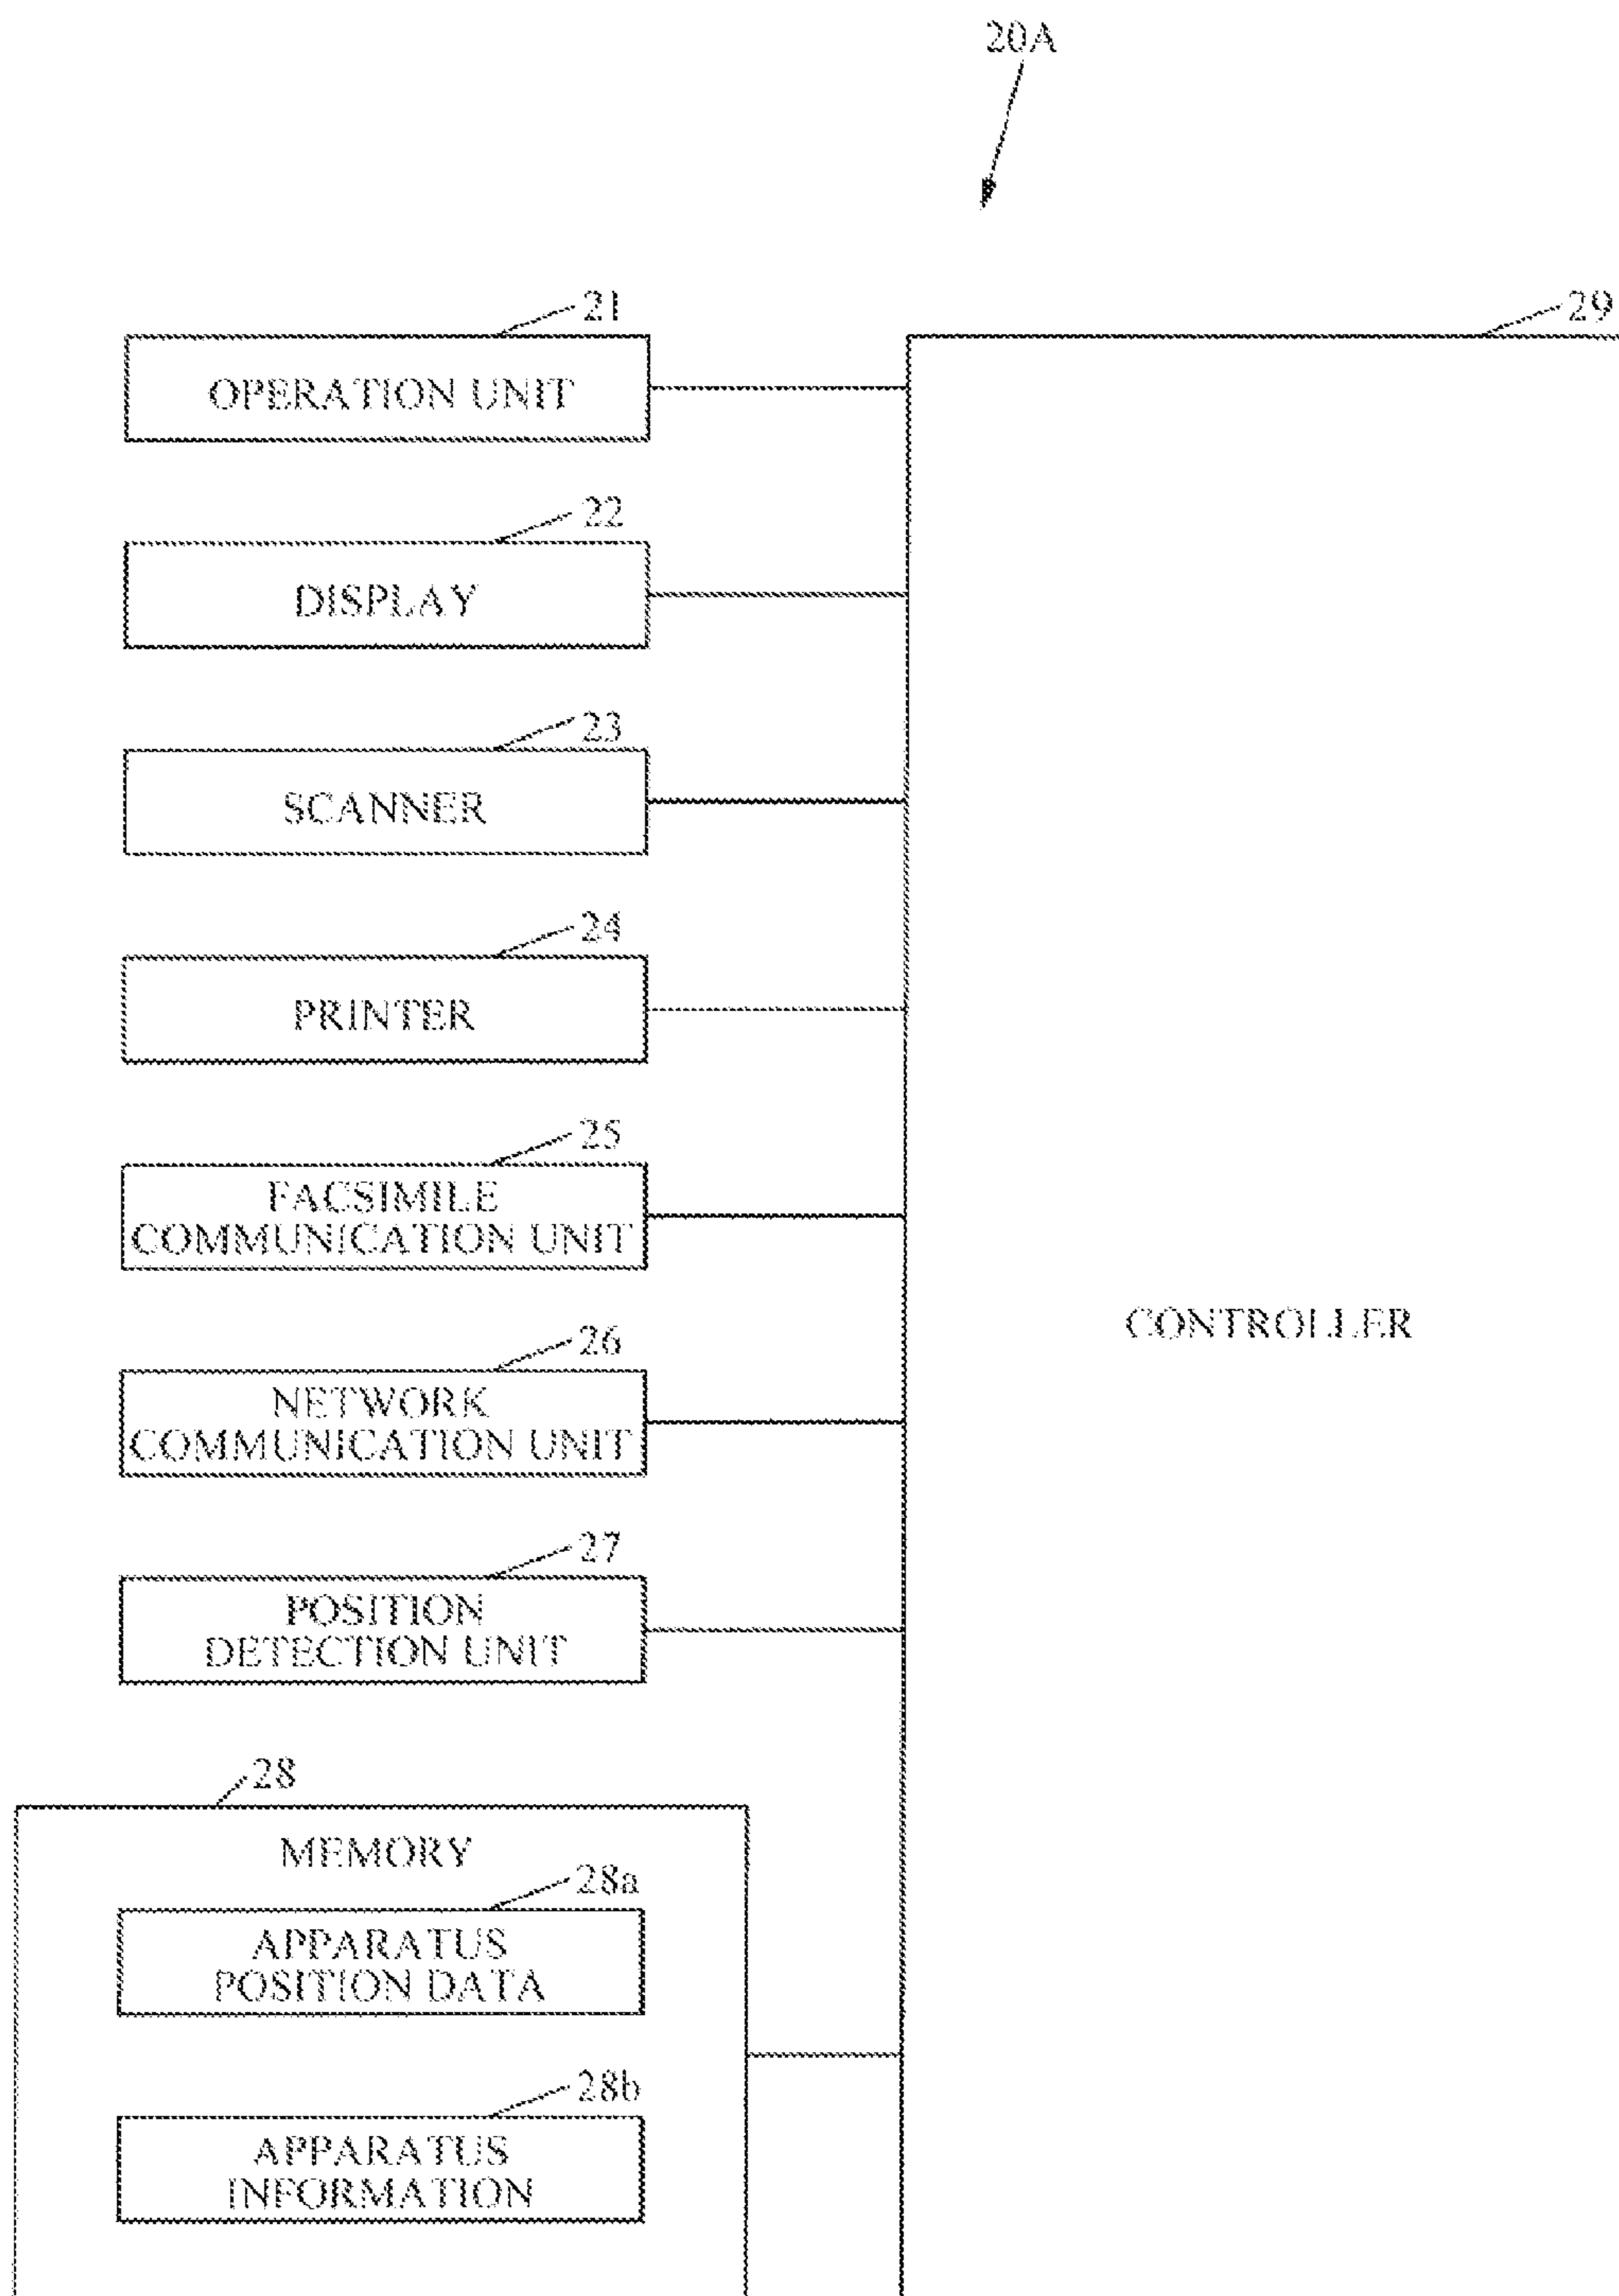 20A
21
29
OPERATION UNIT
22
DISPLAY
23
SCANNER
24
PRINTER
25
FACSIMILE
COMMUNICATION UNIT
CONTROLLER
26
NETWORK
COMMUNICATION UNIT
27
POSITION
DETECTION UNIT
28
MEMORY
28a
APPARATUS
POSITION DATA
28b
APPARATUS
INFORMATION